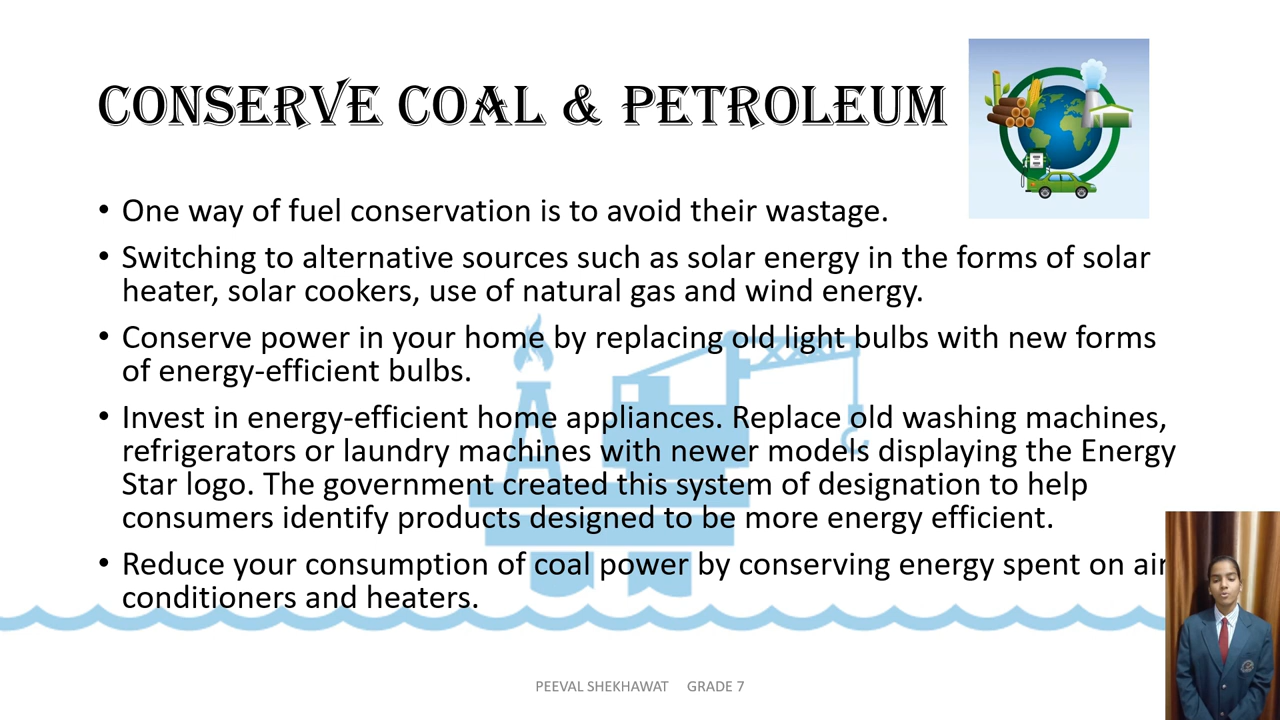 CONSERVE COAL & PETROLEUM
• One way of fuel conservation is to avoid their wastage.
• Switching to alternative sources such as solar energy in the forms of solar
heater, solar cookers, use of natural gas and wind energy.
• Conserve power in your home by replacing old light bulbs with new forms
of energy-efficient bulbs.
• Invest in energy-efficient home appliances. Replace old washing machines,
refrigerators or laundry machines with newer models displaying the Energy
Star logo. The government created this system of designation to help
consumers identify products designed to be more energy efficient.
• Reduce your consumption of coal power by conserving energy spent on air
conditioners and heaters.
PEEVAL SHEKHAWAT GRADE 7